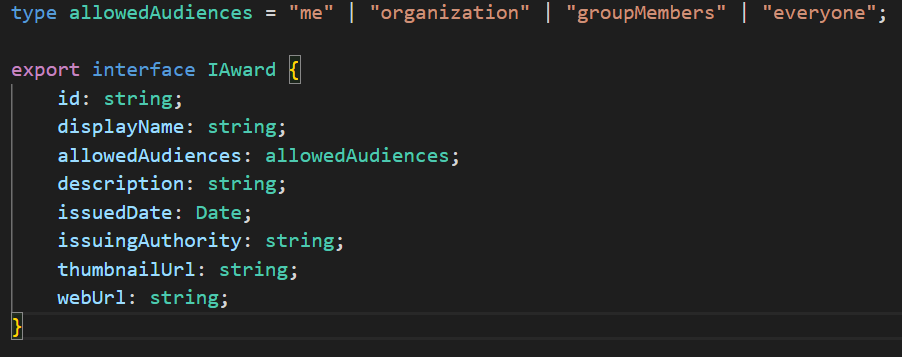 type allowedAudiences = "me" | "organization" | "groupMembers" | "everyone";
export interface IAward {
id: string;
displayName: string;
allowedAudiences: allowedAudiences;
description: string;
issuedDate: Date;
issuingAuthority: string;
thumbnailUrl: string;
webUrl: string;
}